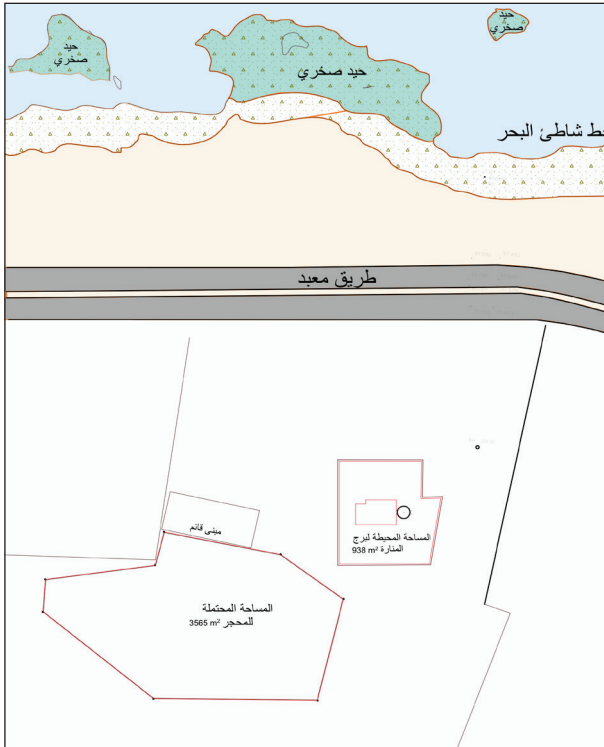 حيد
صخري
حيد
صخري
حيد صخري
خط شاطئ البحر
طريق معبد
مبنى قائم
المساحة المحيطة لبرج
المنارة 938 m²
المساحة المحتملة
للمحجر 3565 m²